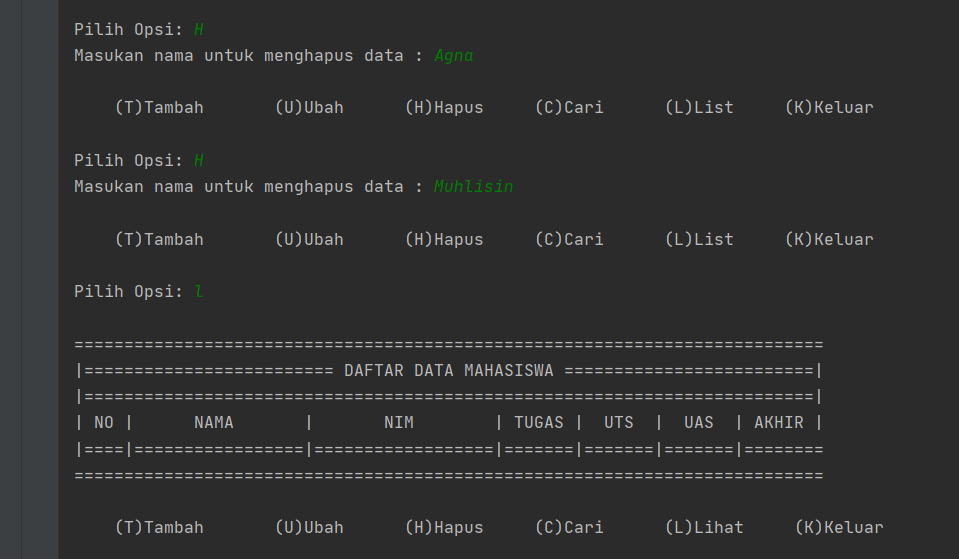 Pilih Opsi: H
Masukan nama untuk menghapus data : Agna
(T)Tambah (U)Ubah (H)Hapus (C)Cari (L)List (K)Keluar
Pilih Opsi: H
Masukan nama untuk menghapus data : Muhlisin
(T)Tambah (U)Ubah (H)Hapus (C)Cari (L)List (K)Keluar
Pilih Opsi: l
===========================================================================
|========================= DAFTAR DATA MAHASISWA =========================|
|=========================================================================|
| NO | NAMA | NIM | TUGAS | UTS | UAS | AKHIR |
|====|=================|==================|=======|=======|=======|========
===========================================================================
(T)Tambah (U)Ubah (H)Hapus (C)Cari (L)Lihat (K)Keluar